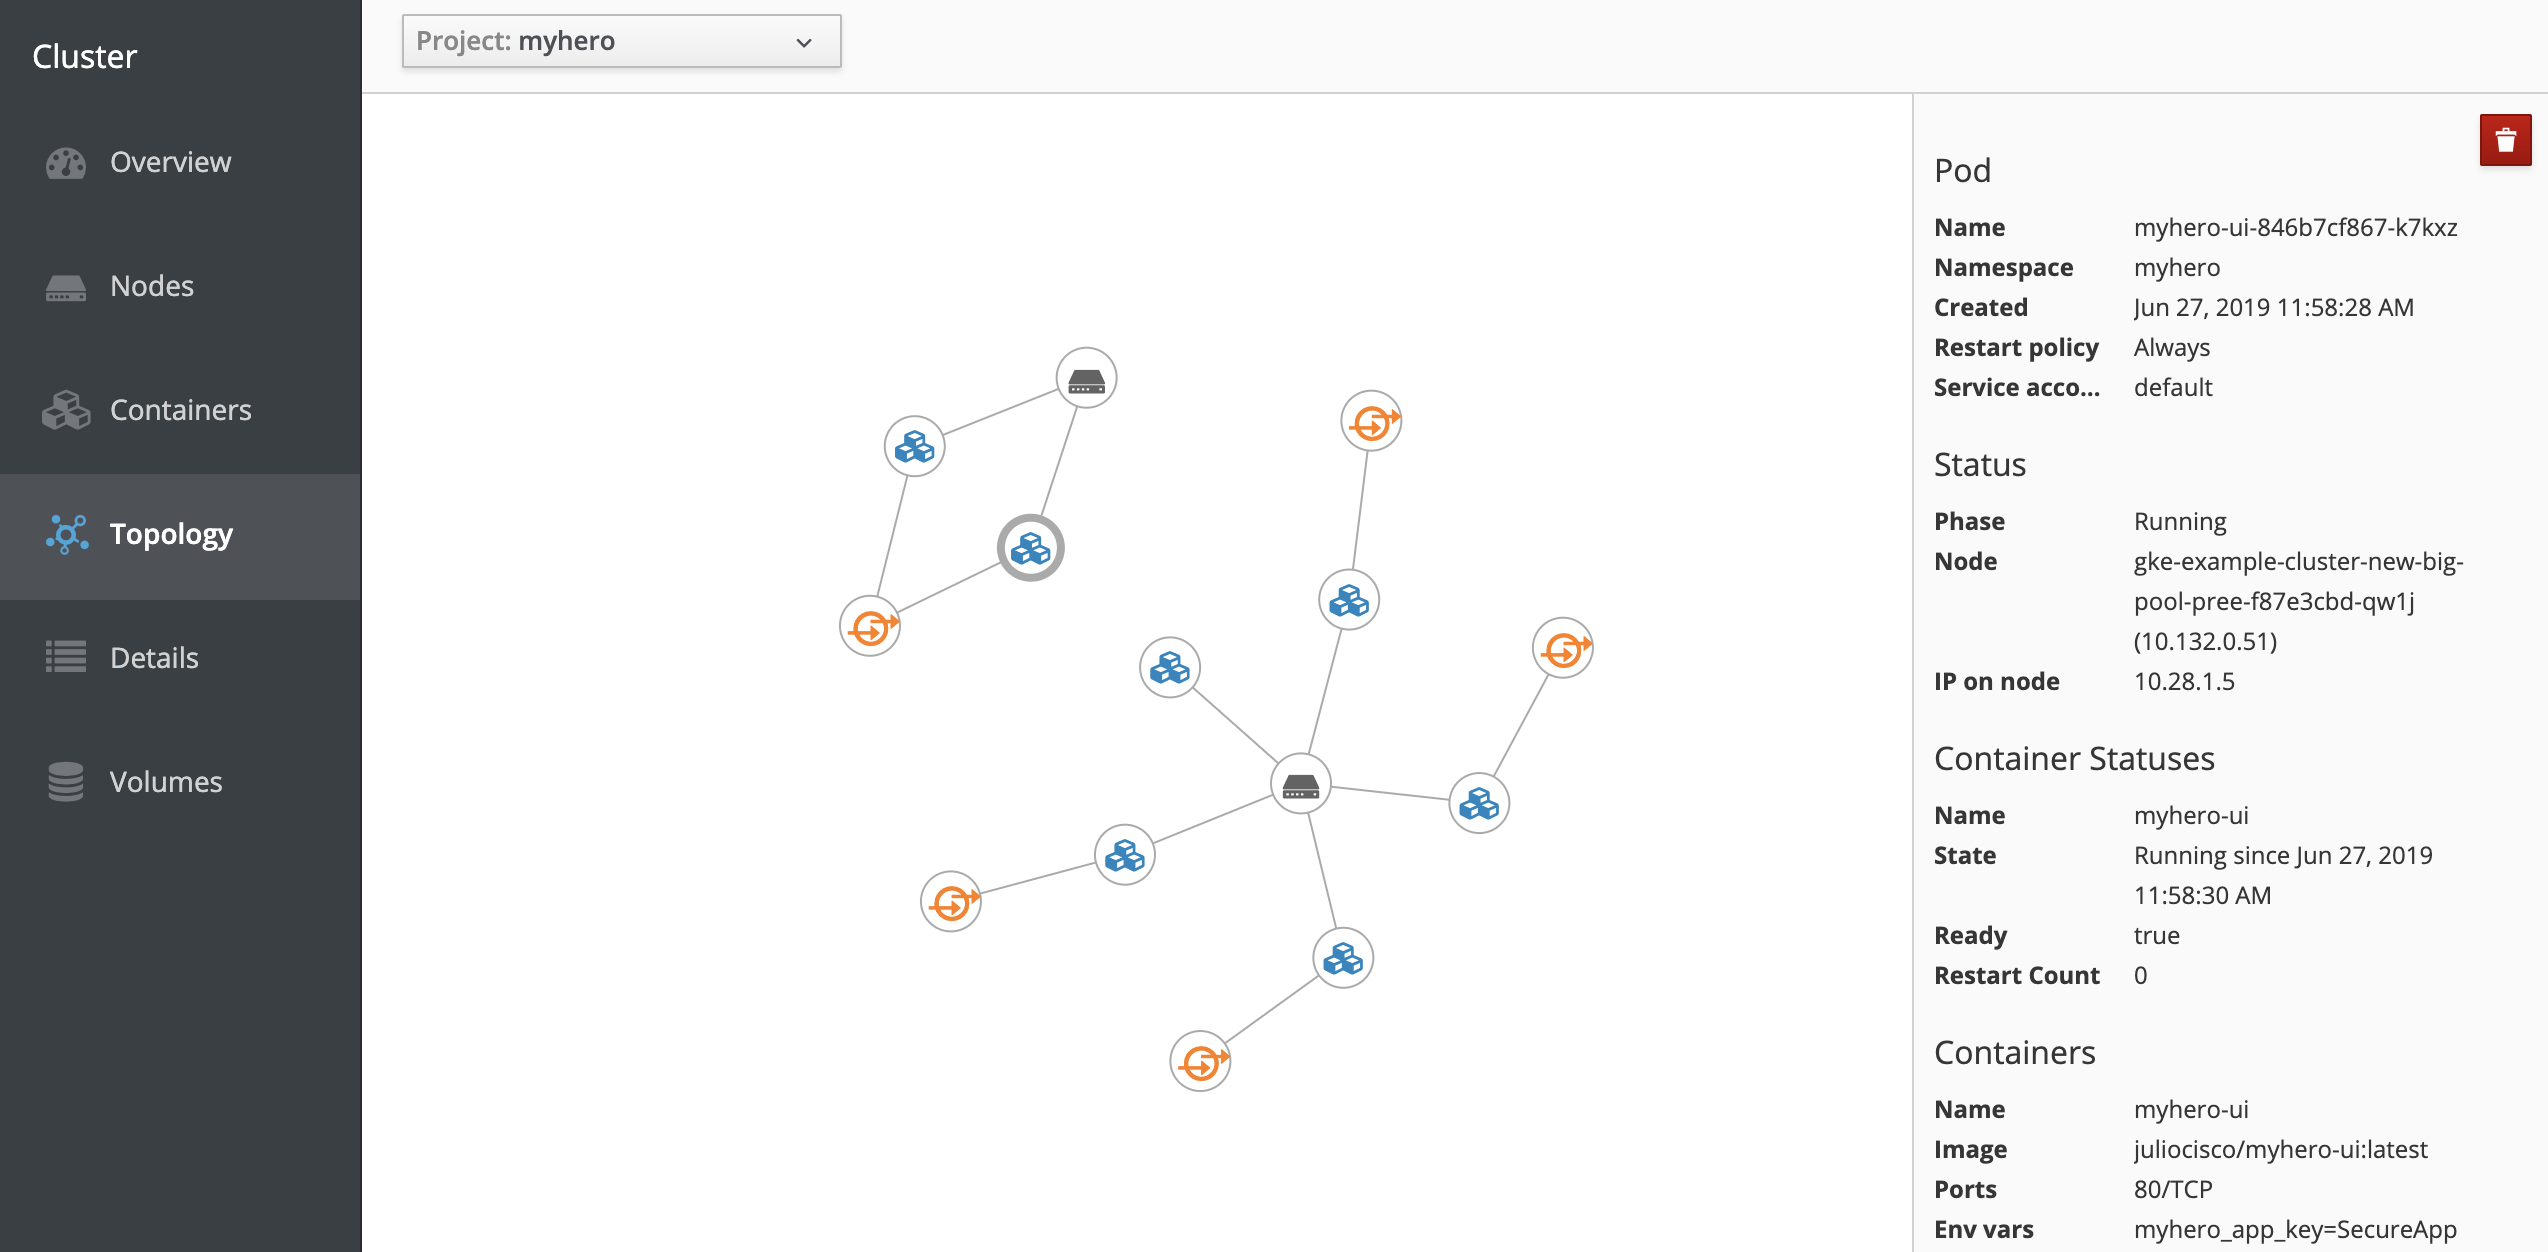 Cluster
Overview
Nodes
Containers
Topology
Details
Volumes
Project: myhero
Pod
Name myhero-ui-846b7cf867-k7kxz
Namespace myhero
Created Jun 27, 2019 11:58:28 AM
Restart policy Always
Service acco... default
Status
Phase Running
Node gke-example-cluster-new-big-
pool-pree-f87e3cbd-qw1j
(10.132.0.51)
IP on node 10.28.1.5
Container Statuses
Name myhero-ui
State Running since Jun 27, 2019
11:58:30 AM
Ready true
Restart Count 0
Containers
Name myhero-ui
Image juliocisco/myhero-ui:latest
Ports 80/TCP
Env vars myhero_app_key=SecureApp